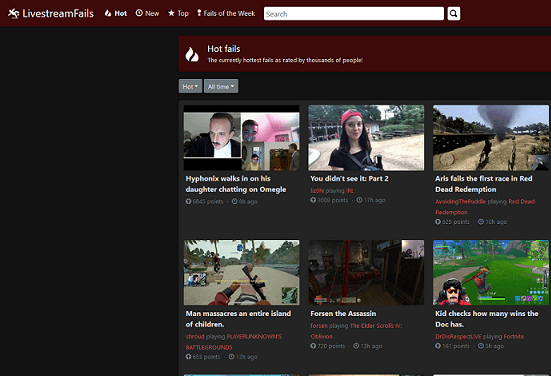 LivestreamFails Hot New Top Fails of the Week Search
Hot fails
The currently hottest fails as rated by thousands of people!
Hot All time
Hyphonix walks in on his
daughter chatting on Omegle
6645 points
You didn't see it: Part 2
playing IRL
3008 points · 17h ago
Aris fails the first race in Red
Dead Redemption
AvoidingThePuddle playing Red Dead
Redemption
625 points · 10h ago
Man massacres an entire island
of children.
shroud playing PLAYERUNKNOWN'S
BATTLEGROUNDS
653 points · 12h ago
Forsen the Assassin
forsen playing The Elder Scrolls IV:
Oblivion
720 points · 13h ago
Kid checks how many wins the
Doc has.
DrDisRespectLIVE playing Fortnite
161 points · 5h ago